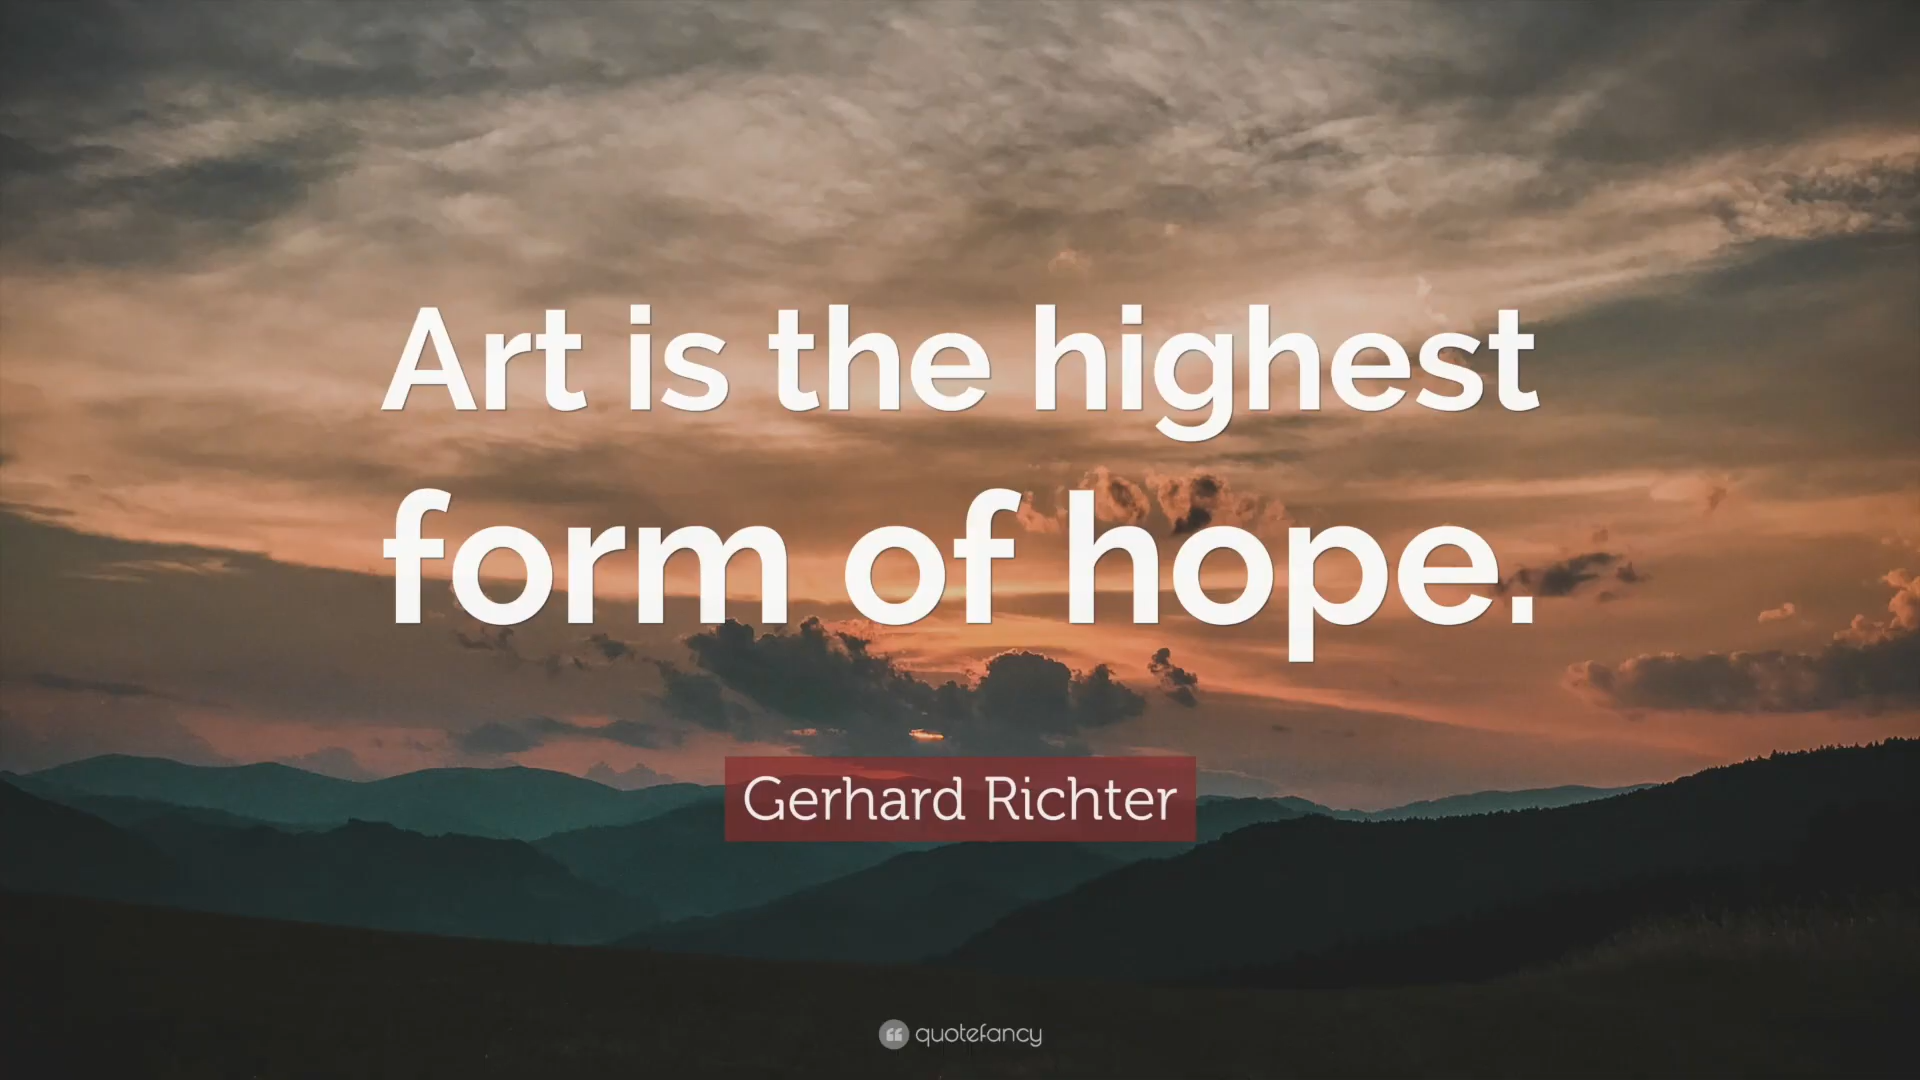 Art is the highest
form of hope.
Gerhard Richter
quotefancy